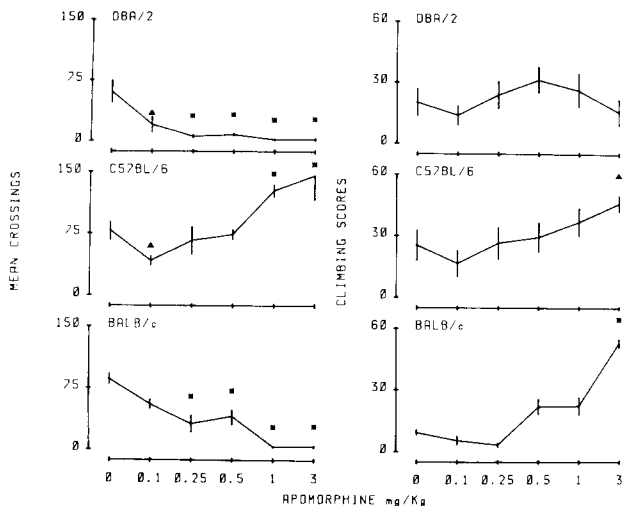 DBA/2
150
75
0
C57BL/6
150
75
0
BALB/c
150
75
0
0 0.1 0.25 0.5 1 3
MEAN CROSSINGS
DBA/2
60
30
0
C57BL/6
60
30
0
BALB/c
60
30
0
0 0.1 0.25 0.5 1 3
CLIMBING SCORES
APOMORPHINE mg/Kg